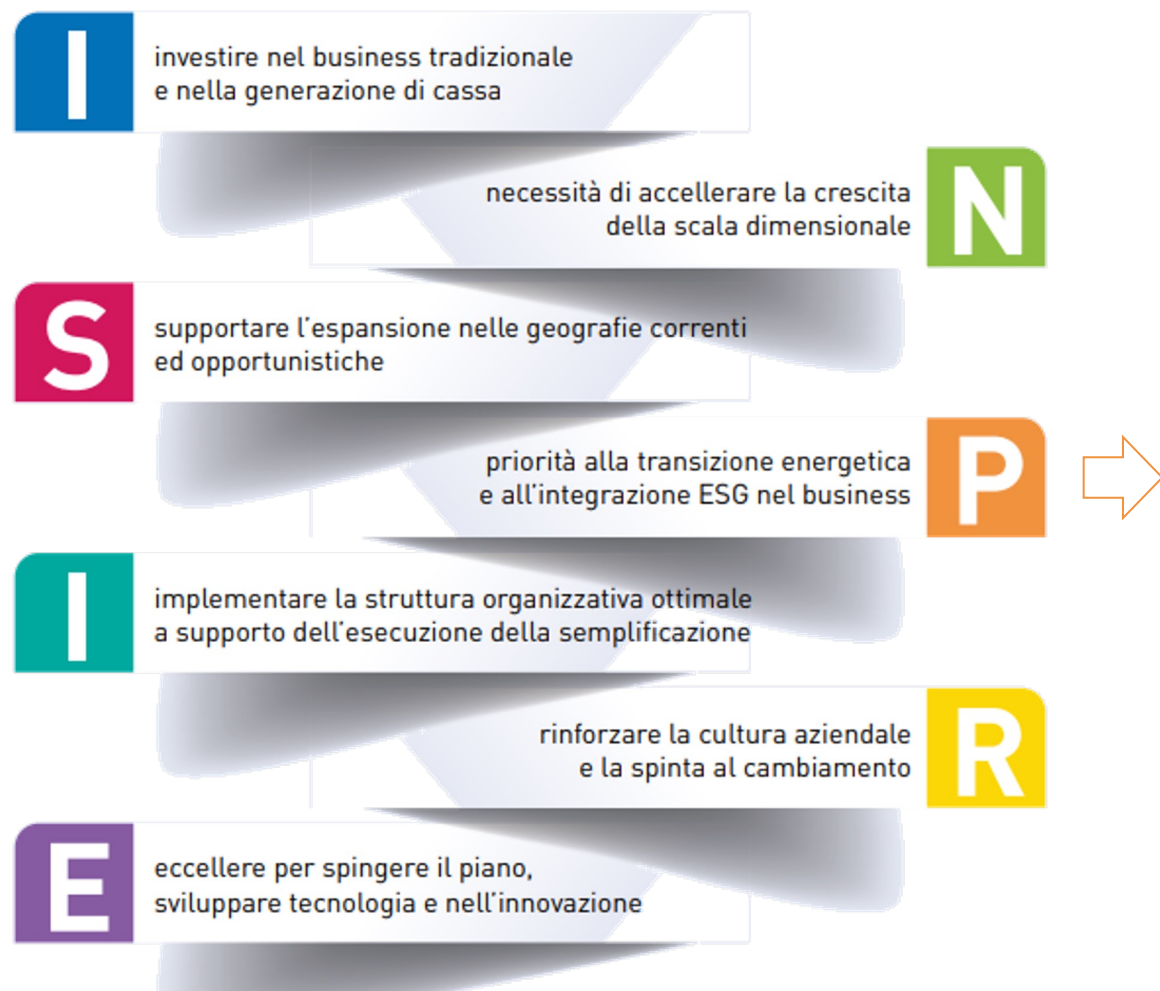 I
investire nel business tradizionale
e nella generazione di cassa
necessità di accellerare la crescita
della scala dimensionale
N
S
supportare l'espansione nelle geografie correnti
ed opportunistiche
priorità alla transizione energetica
e all'integrazione ESG nel business
P
I
implementare la struttura organizzativa ottimale
a supporto dell'esecuzione della semplificazione
rinforzare la cultura aziendale
e la spinta al cambiamento
R
E
eccellere per spingere il piano,
sviluppare tecnologia e nell'innovazione